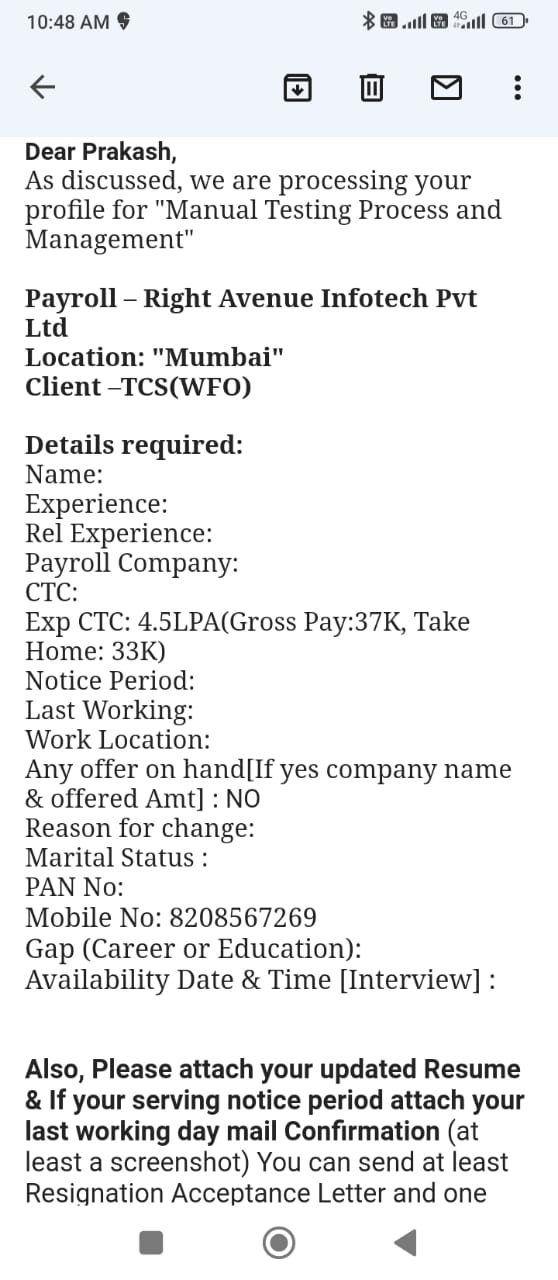 10:48 AM
Vo LTE
Vo LTE
4G
61
Dear Prakash,
As discussed, we are processing your
profile for "Manual Testing Process and
Management"
Payroll – Right Avenue Infotech Pvt
Ltd
Location: "Mumbai"
Client –TCS(WFO)
Details required:
Name:
Experience:
Rel Experience:
Payroll Company:
CTC:
Exp CTC: 4.5LPA(Gross Pay:37K, Take
Home: 33K)
Notice Period:
Last Working:
Work Location:
Any offer on hand[If yes company name
& offered Amt] : NO
Reason for change:
Marital Status :
PAN No:
Mobile No: 8208567269
Gap (Career or Education):
Availability Date & Time [Interview] :
Also, Please attach your updated Resume
& If your serving notice period attach your
last working day mail Confirmation (at
least a screenshot) You can send at least
Resignation Acceptance Letter and one